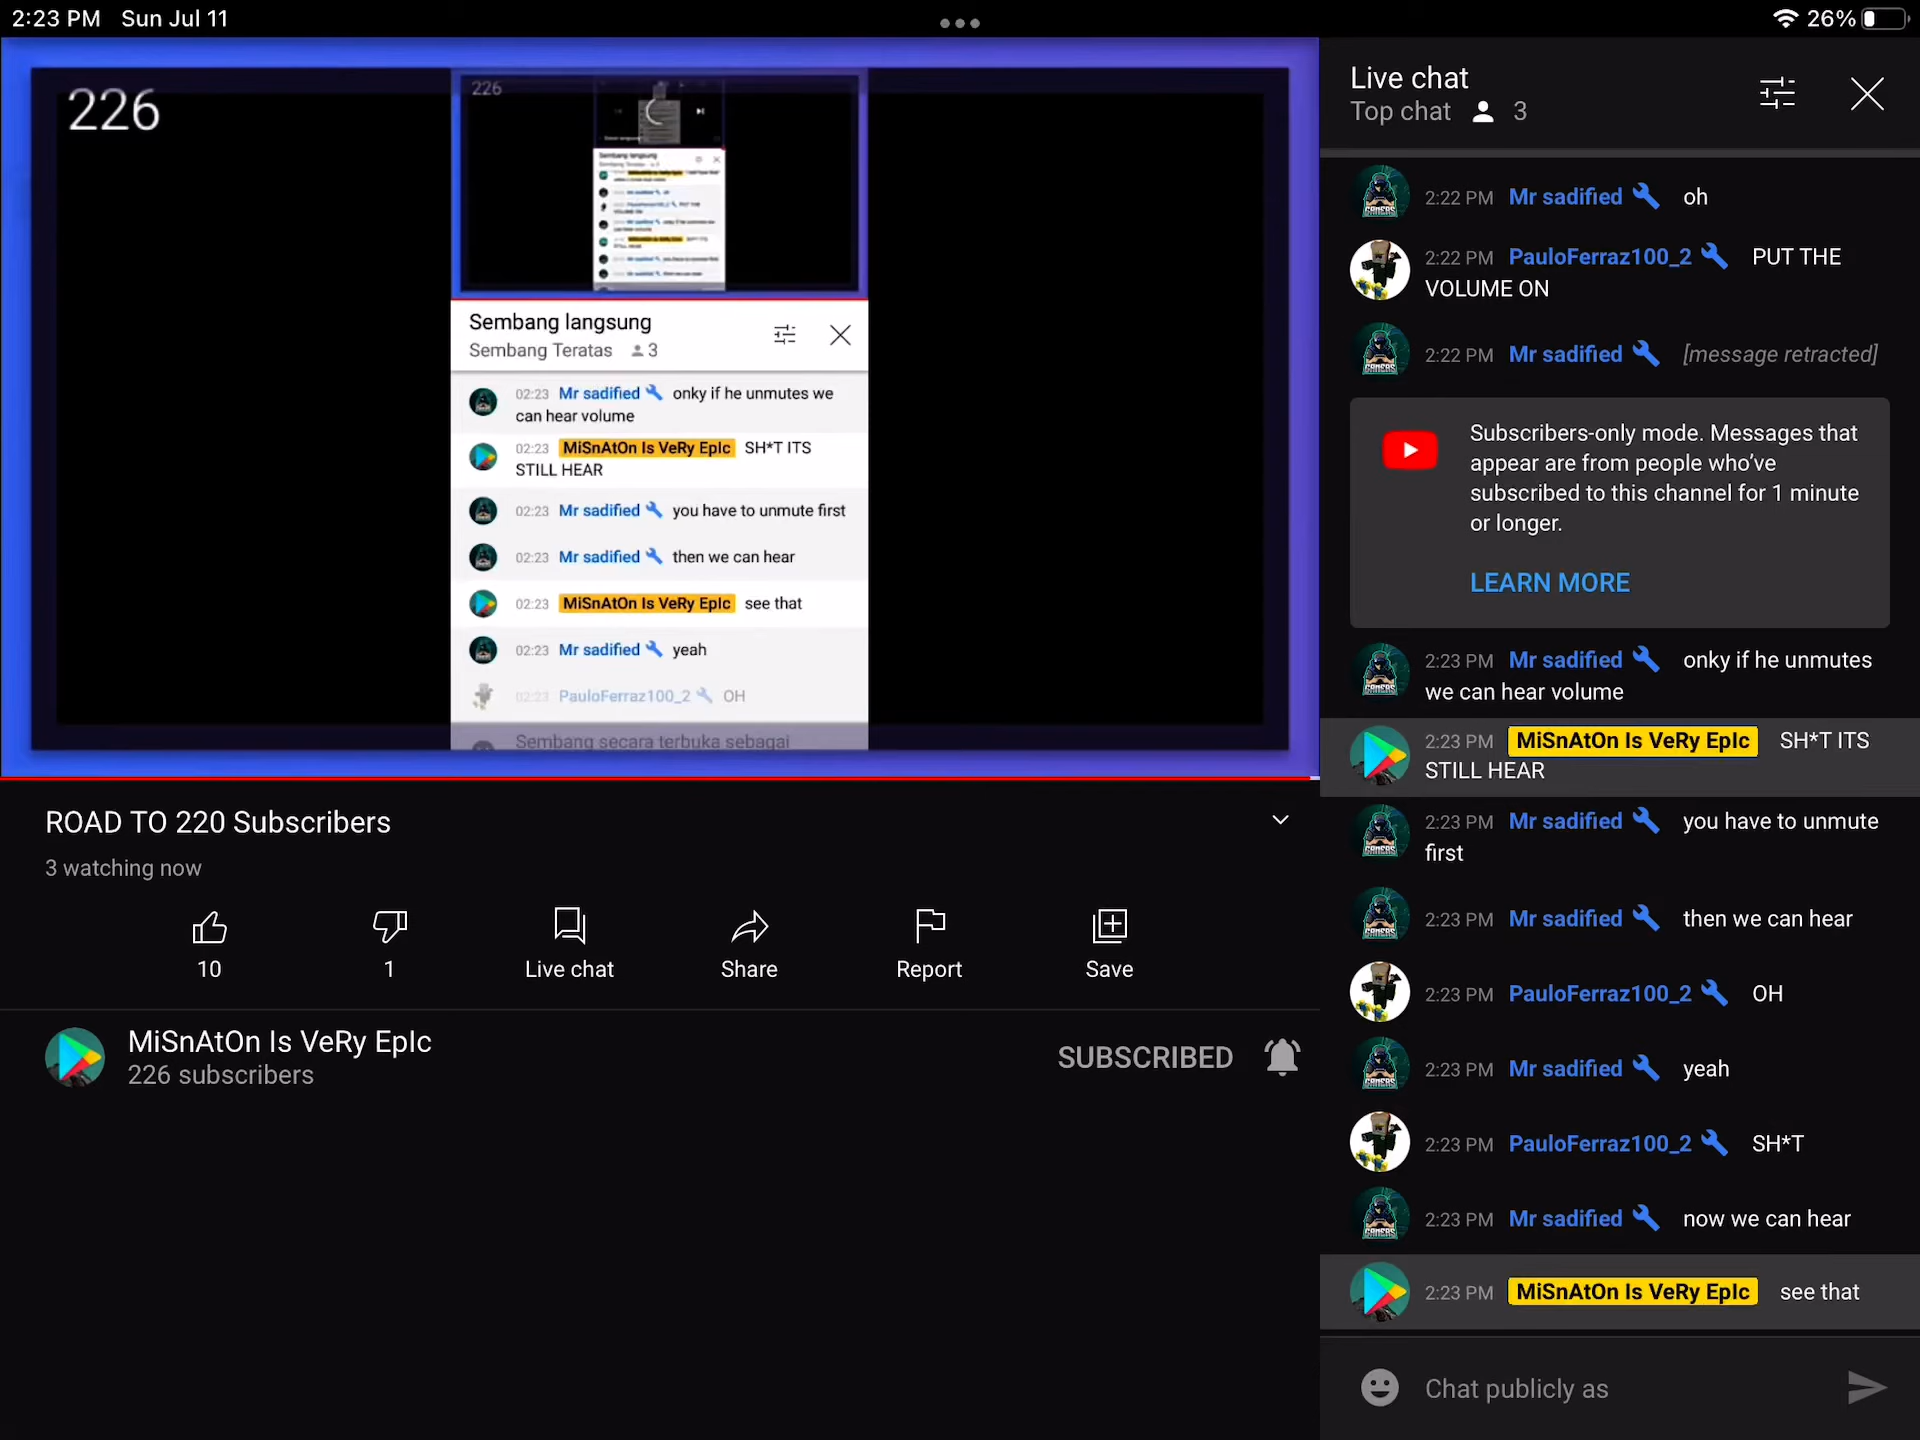 2:23 PM Sun Jul 11
26%
226
226
Sembang langsung
Sembang Teratas 3
02:23 Mr sadified onky if he unmutes we
can hear volume
02:23 MiSnAtOn Is VeRy EpIc SH*T ITS
STILL HEAR
02:23 Mr sadified you have to unmute first
02:23 Mr sadified then we can hear
02:23 MiSnAtOn Is VeRy EpIc see that
02:23 Mr sadified yeah
02:23 PauloFerraz100_2 OH
Sembang secara terbuka sebagai
ROAD TO 220 Subscribers
3 watching now
10
1
Live chat
Share
Report
Save
MiSnAtOn Is VeRy EpIc
226 subscribers
SUBSCRIBED
Live chat
Top chat 3
2:22 PM Mr sadified oh
2:22 PM PauloFerraz100_2 PUT THE
VOLUME ON
2:22 PM Mr sadified [message retracted]
Subscribers-only mode. Messages that
appear are from people who've
subscribed to this channel for 1 minute
or longer.
LEARN MORE
2:23 PM Mr sadified onky if he unmutes
we can hear volume
2:23 PM MiSnAtOn Is VeRy EpIc SH*T ITS
STILL HEAR
2:23 PM Mr sadified you have to unmute
first
2:23 PM Mr sadified then we can hear
2:23 PM PauloFerraz100_2 OH
2:23 PM Mr sadified yeah
2:23 PM PauloFerraz100_2 SH*T
2:23 PM Mr sadified now we can hear
2:23 PM MiSnAtOn Is VeRy EpIc see that
Chat publicly as